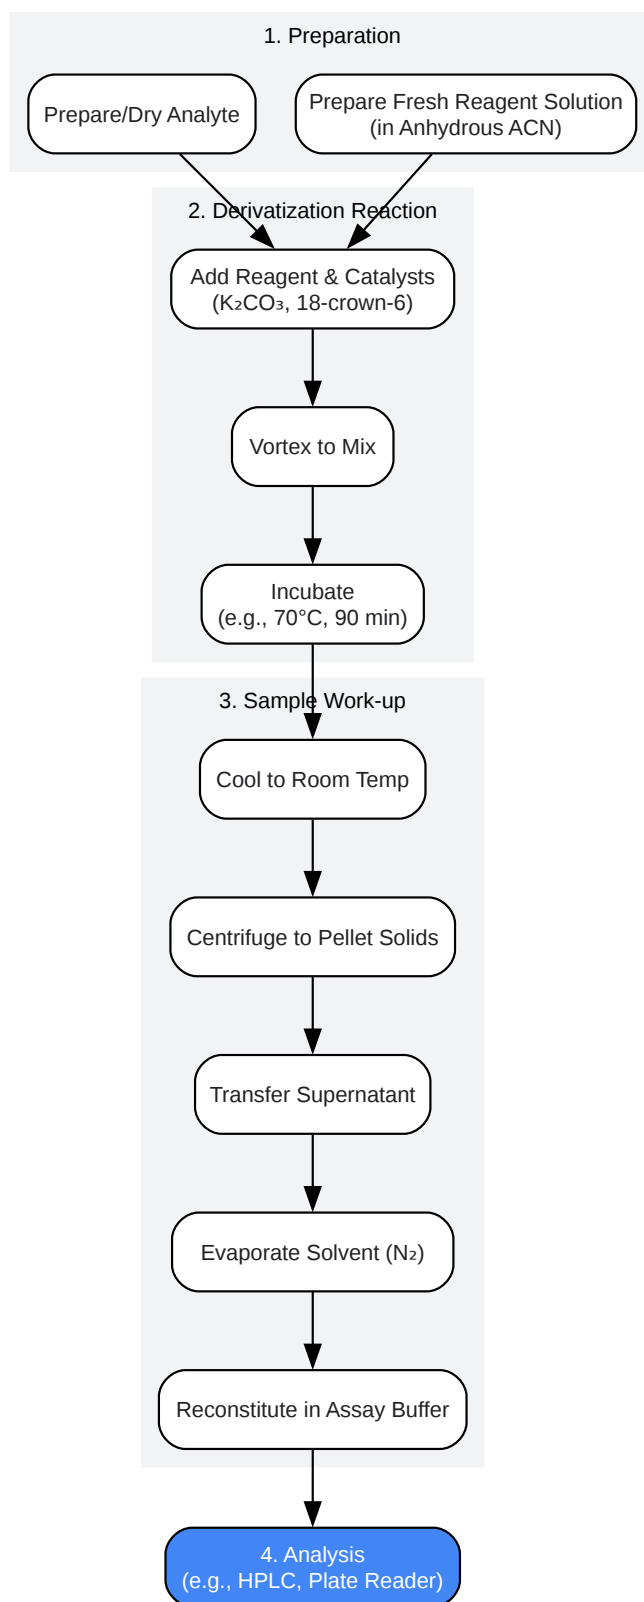 1. Preparation
Prepare/Dry Analyte
Prepare Fresh Reagent Solution
(in Anhydrous ACN)
2. Derivatization Reaction
Add Reagent & Catalysts
(K₂CO₃, 18-crown-6)
Vortex to Mix
Incubate
(e.g., 70°C, 90 min)
3. Sample Work-up
Cool to Room Temp
Centrifuge to Pellet Solids
Transfer Supernatant
Evaporate Solvent (N₂)
Reconstitute in Assay Buffer
4. Analysis
(e.g., HPLC, Plate Reader)